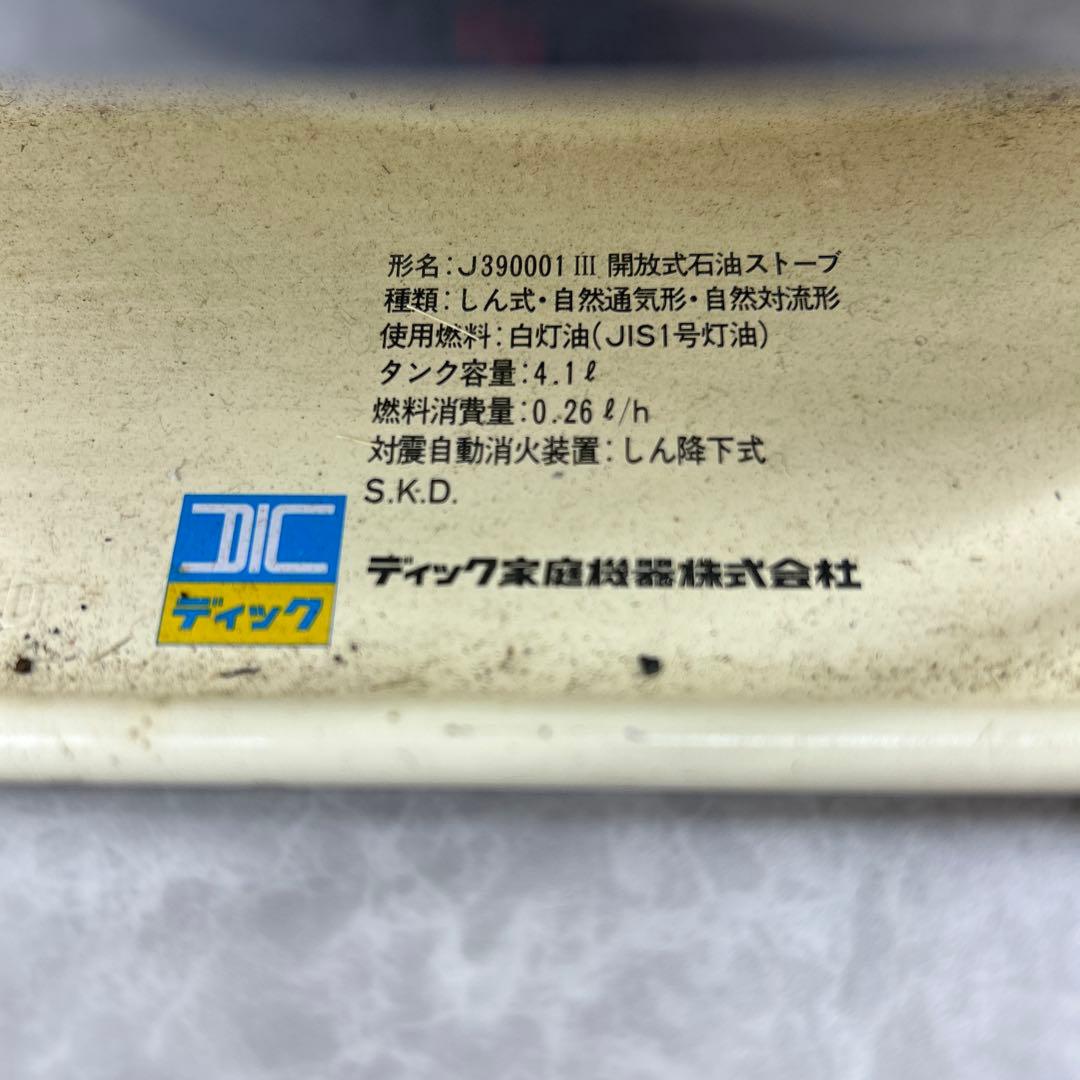 形名：J390001 III 開放式石油ストーブ
種類：しん式・自然通気形・自然対流形
使用燃料：白灯油（JIS1号灯油）
タンク容量：4.1ℓ
燃料消費量：0.26ℓ/h
対震自動消火装置：しん降下式
S.K.D.
DIC
ディック
ディック家庭機器株式会社